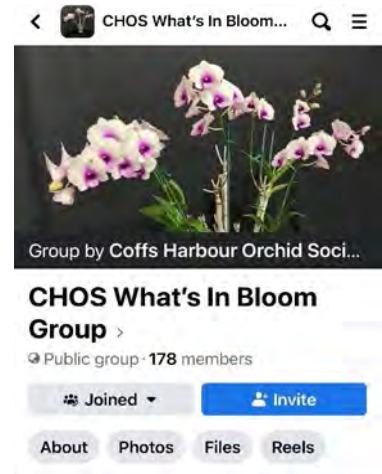 CHOS What's In Bloom...
Group by Coffs Harbour Orchid Soci...
CHOS What's In Bloom
Group
Public group · 178 members
Joined
Invite
About Photos Files Reels